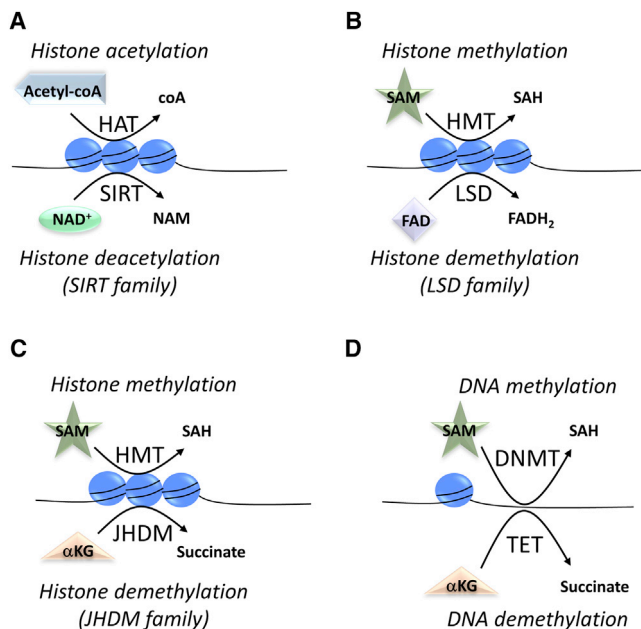 A
Histone acetylation
Acetyl-coA
coA
HAT
SIRT
NAD⁺
NAM
Histone deacetylation
(SIRT family)
B
Histone methylation
SAM
SAH
HMT
LSD
FAD
FADH₂
Histone demethylation
(LSD family)
C
Histone methylation
SAM
SAH
HMT
JHDM
αKG
Succinate
Histone demethylation
(JHDM family)
D
DNA methylation
SAM
SAH
DNMT
TET
αKG
Succinate
DNA demethylation